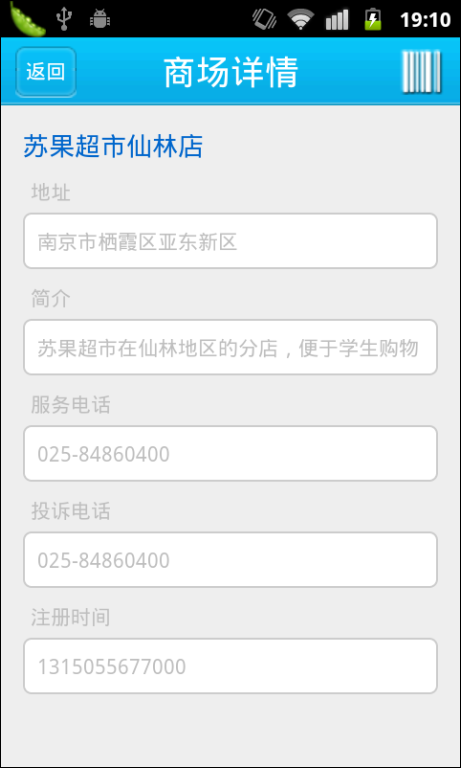 19:10
返回
商场详情
苏果超市仙林店
地址
南京市栖霞区亚东新区
简介
苏果超市在仙林地区的分店，便于学生购物
服务电话
025-84860400
投诉电话
025-84860400
注册时间
1315055677000